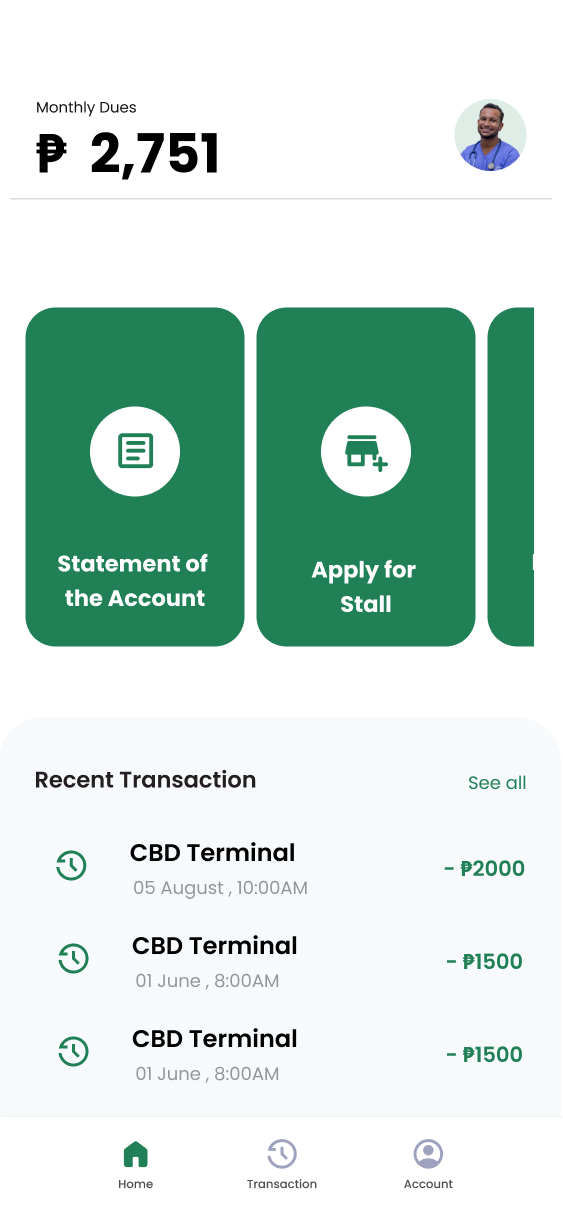 Monthly Dues
₱ 2,751
Statement of
the Account
Apply for
Stall
Recent Transaction
See all
CBD Terminal
05 August , 10:00AM
- ₱2000
CBD Terminal
01 June , 8:00AM
- ₱1500
CBD Terminal
01 June , 8:00AM
- ₱1500
Home
Transaction
Account